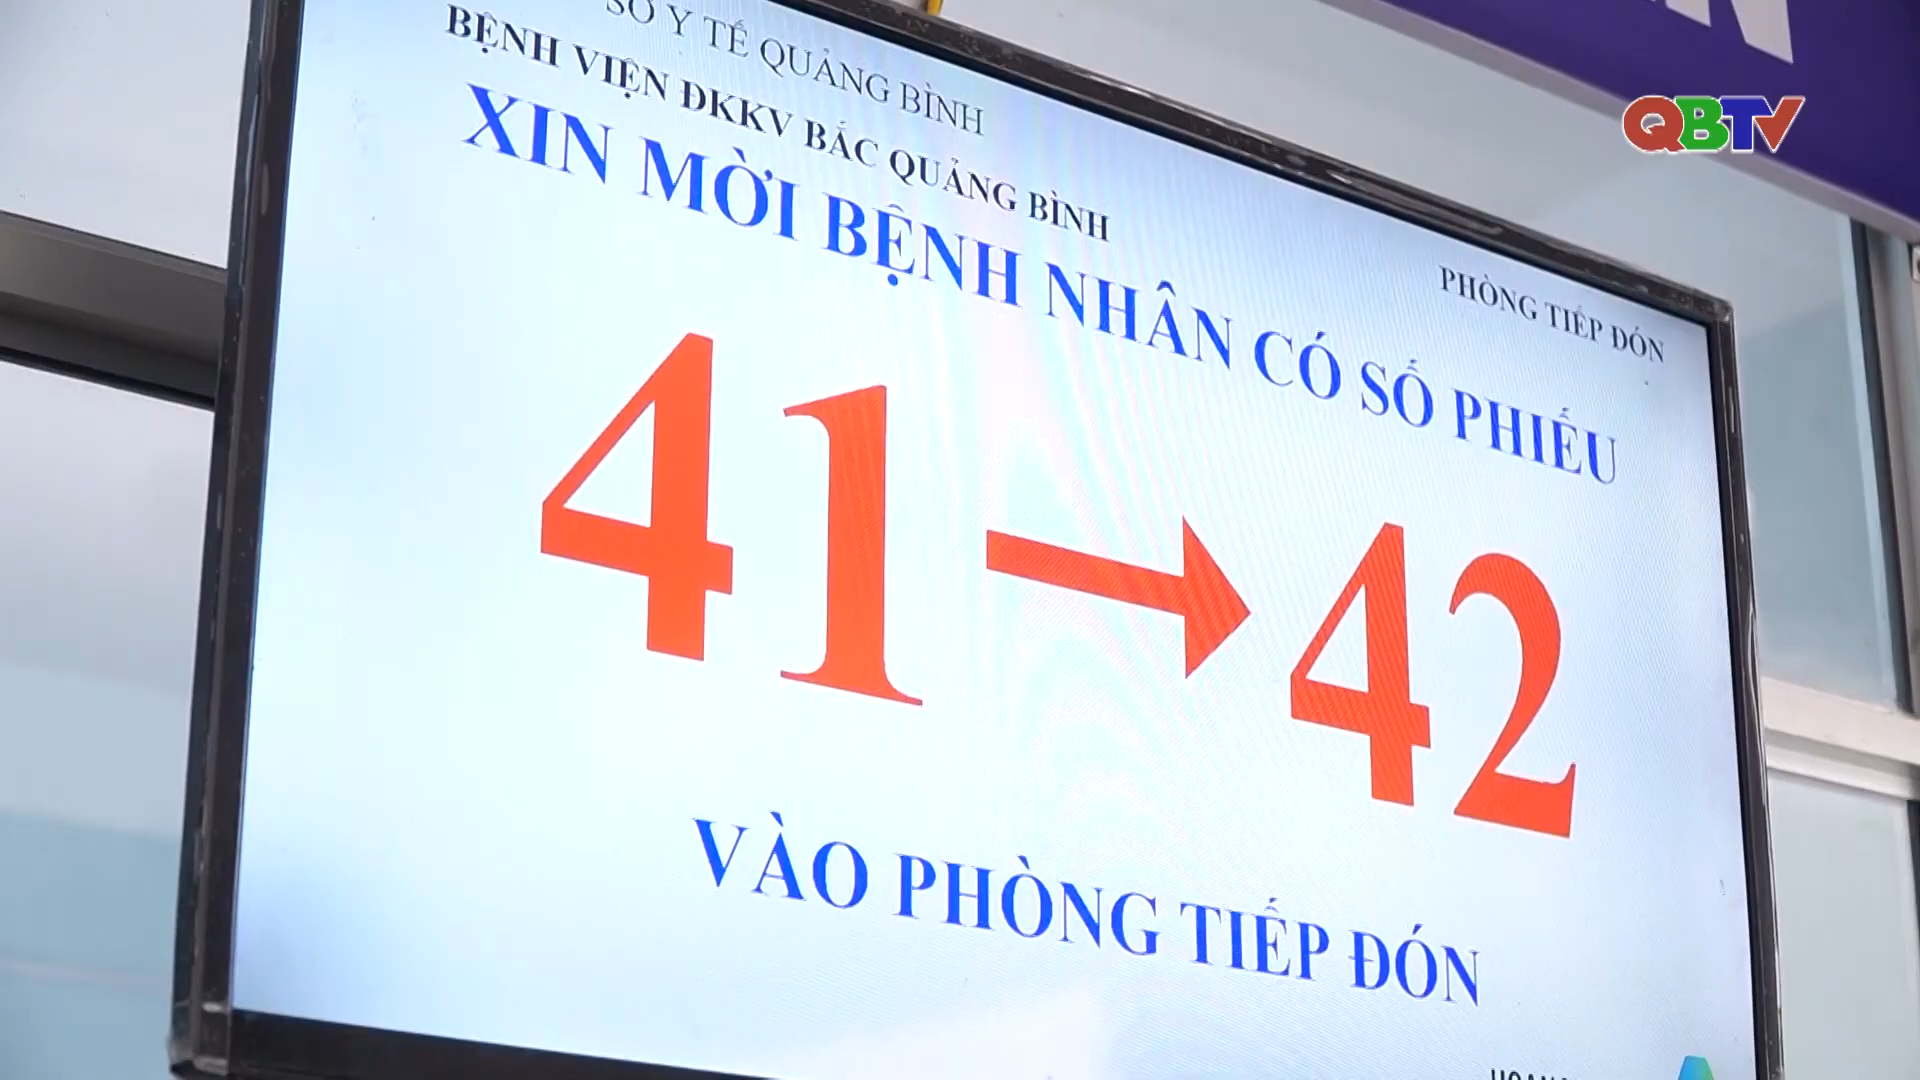 SỞ Y TẾ QUẢNG BÌNH
BỆNH VIỆN ĐKKV BẮC QUẢNG BÌNH
PHÒNG TIẾP ĐÓN
XIN MỜI BỆNH NHÂN CÓ SỐ PHIẾU
41 → 42
VÀO PHÒNG TIẾP ĐÓN
QBTV